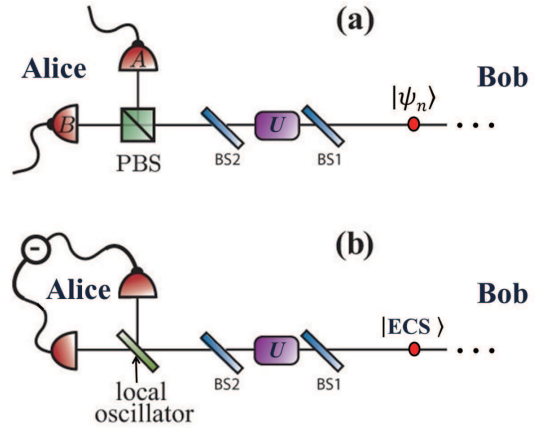 (a)
Alice
A
Bob
|ψₙ⟩
B
U
PBS
BS2
BS1
(b)
-
Alice
Bob
|ECS ⟩
U
BS2
BS1
local
oscillator